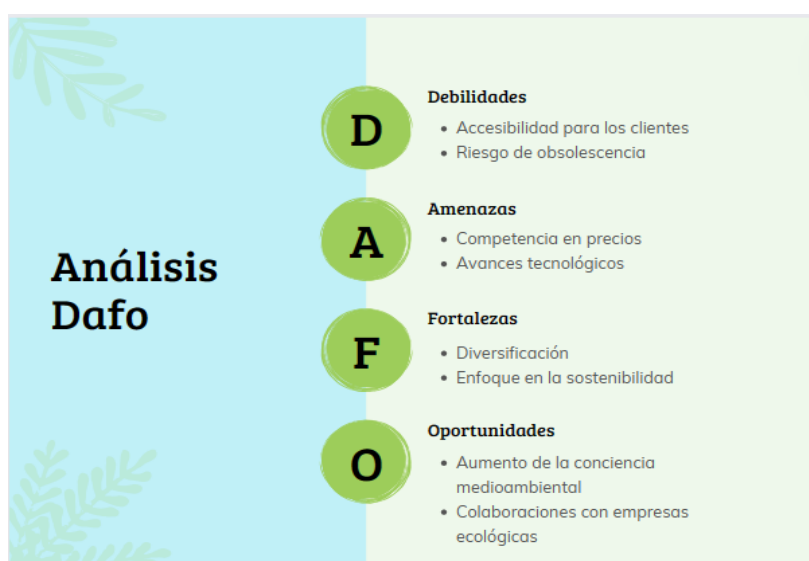 Análisis
Dafo
D
Debilidades
• Accesibilidad para los clientes
• Riesgo de obsolescencia
A
Amenazas
• Competencia en precios
• Avances tecnológicos
F
Fortalezas
• Diversificación
• Enfoque en la sostenibilidad
O
Oportunidades
• Aumento de la conciencia
medioambiental
• Colaboraciones con empresas
ecológicas